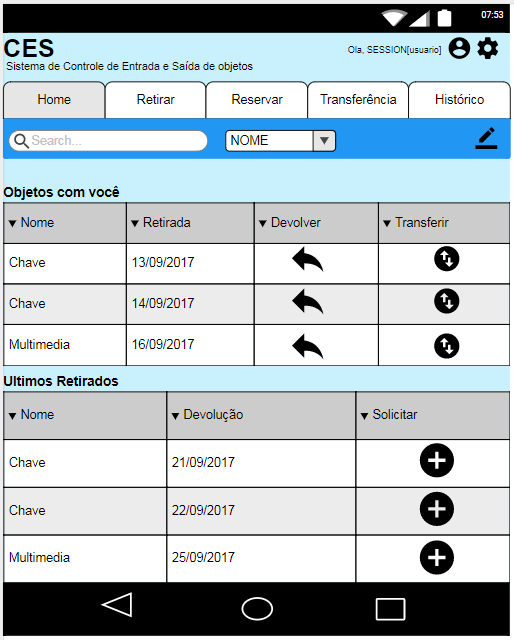 07:53
CES
Ola, SESSION[usuario]
Sistema de Controle de Entrada e Saída de objetos
Home Retirar Reservar Transferência Histórico
Search... NOME
Objetos com você
Nome Retirada Devolver Transferir
Chave 13/09/2017
Chave 14/09/2017
Multimedia 16/09/2017
Ultimos Retirados
Nome Devolução Solicitar
Chave 21/09/2017
Chave 22/09/2017
Multimedia 25/09/2017